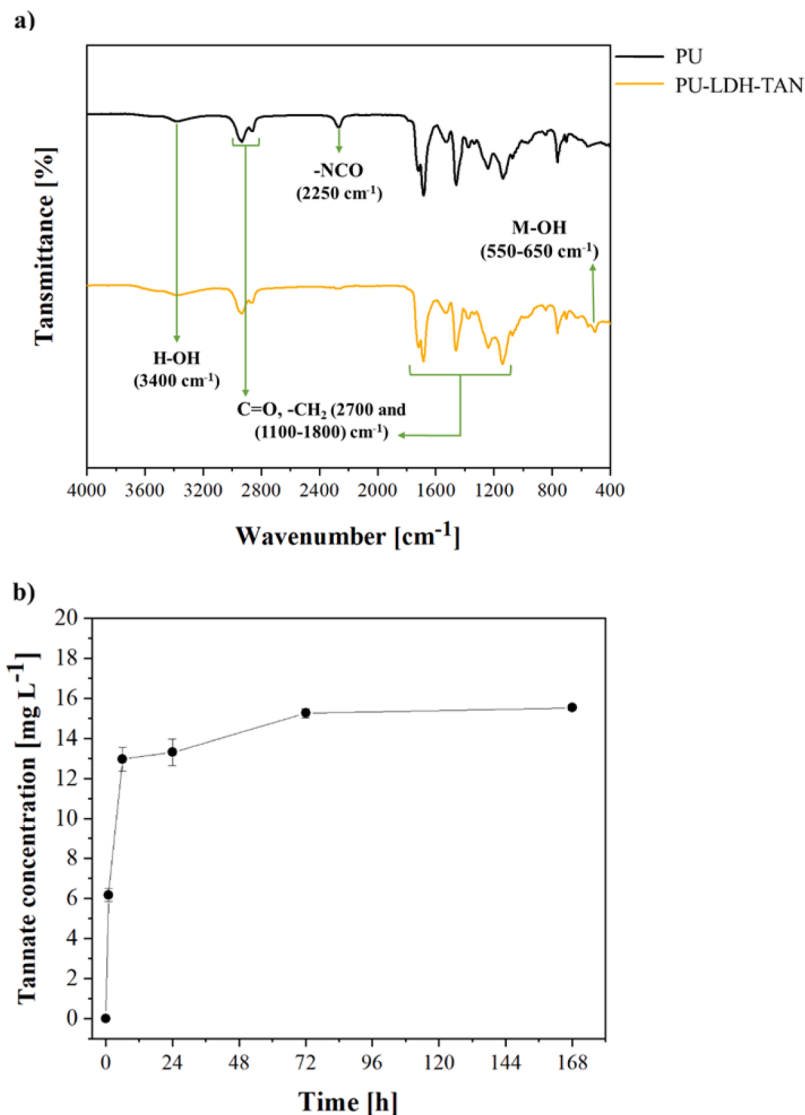 a)
PU
PU-LDH-TAN
-NCO
(2250 cm⁻¹)
M-OH
(550-650 cm⁻¹)
H-OH
(3400 cm⁻¹)
C=O, -CH₂ (2700 and
(1100-1800) cm⁻¹)
Tansmittance [%]
4000 3600 3200 2800 2400 2000 1600 1200 800 400
Wavenumber [cm⁻¹]
b)
20
18
16
14
12
10
8
6
4
2
0
Tannate concentration [mg L⁻¹]
0 24 48 72 96 120 144 168
Time [h]